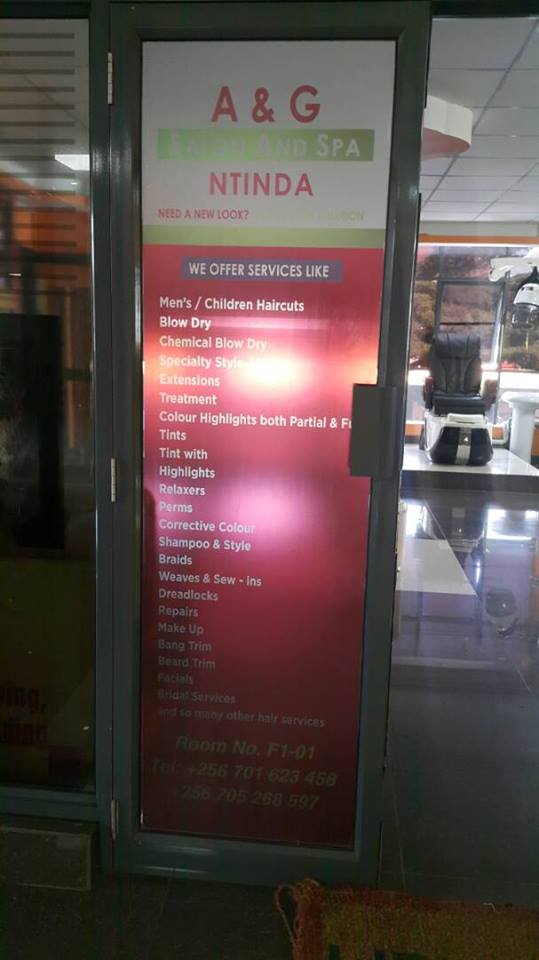 A & G
SALON AND SPA
NTINDA
NEED A NEW LOOK?
WE OFFER SERVICES LIKE
Men's / Children Haircuts
Blow Dry
Chemical Blow Dry
Specialty Style
Extensions
Treatment
Colour Highlights both Partial &
Tints
Tint with
Highlights
Relaxers
Perms
Corrective Colour
Shampoo & Style
Braids
Weaves & Sew - ins
Dreadlocks
Repairs
Make Up
Bang Trim
Beard Trim
Facials
Bridal Services
and so many other hair services
Room No. F1-01
Tel: +256 701 623 458
+256 705 268 597